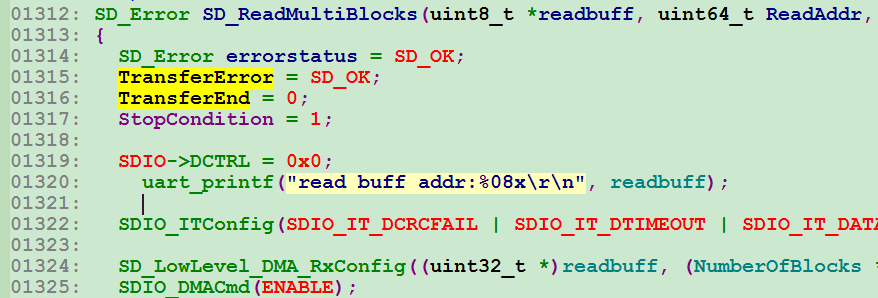 01312: SD_Error SD_ReadMultiBlocks(uint8_t *readbuff, uint64_t ReadAddr,
01313: {
01314: SD_Error errorstatus = SD_OK;
01315: TransferError = SD_OK;
01316: TransferEnd = 0;
01317: StopCondition = 1;
01318:
01319: SDIO->DCTRL = 0x0;
01320: uart_printf("read buff addr:%08x\r\n", readbuff);
01321:
01322: SDIO_ITConfig(SDIO_IT_DCRCFAIL | SDIO_IT_DTIMEOUT | SDIO_IT_DATA
01323:
01324: SD_LowLevel_DMA_RxConfig((uint32_t *)readbuff, (NumberOfBlocks *
01325: SDIO_DMACmd(ENABLE);